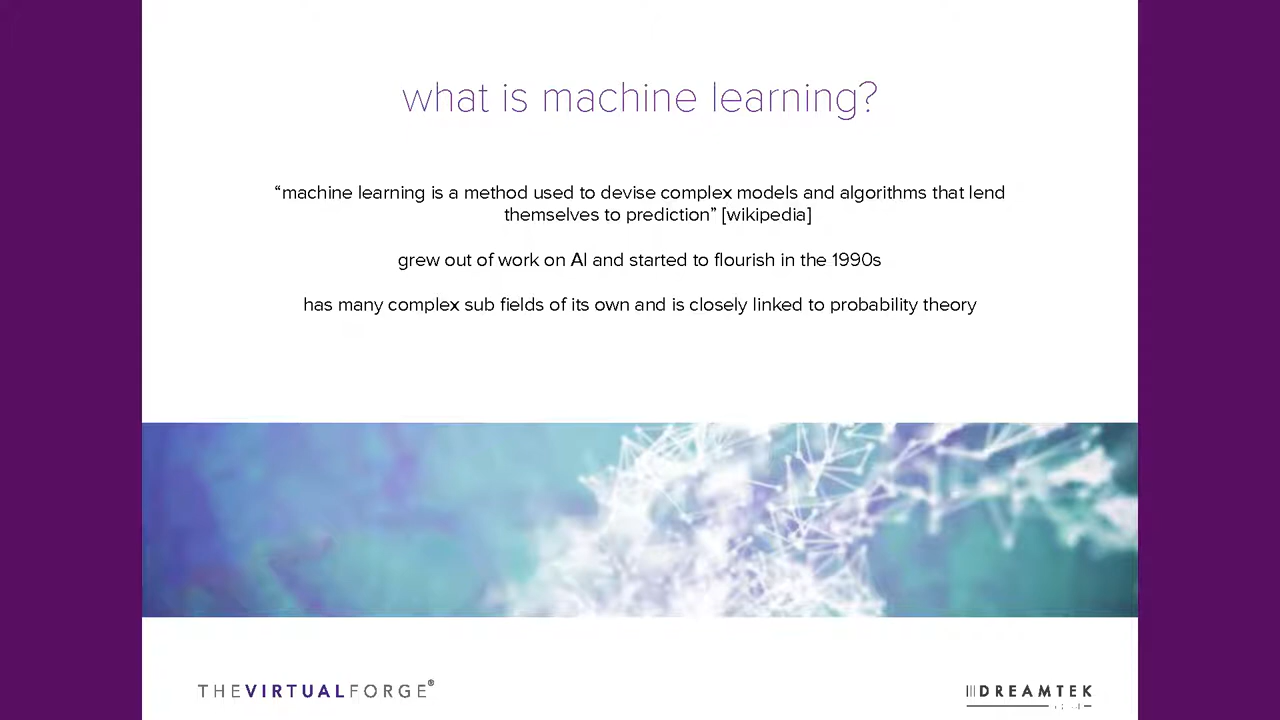 what is machine learning?
“machine learning is a method used to devise complex models and algorithms that lend
themselves to prediction” [wikipedia]
grew out of work on AI and started to flourish in the 1990s
has many complex sub fields of its own and is closely linked to probability theory
THEVIRTUALFORGE®
DREAMTEK